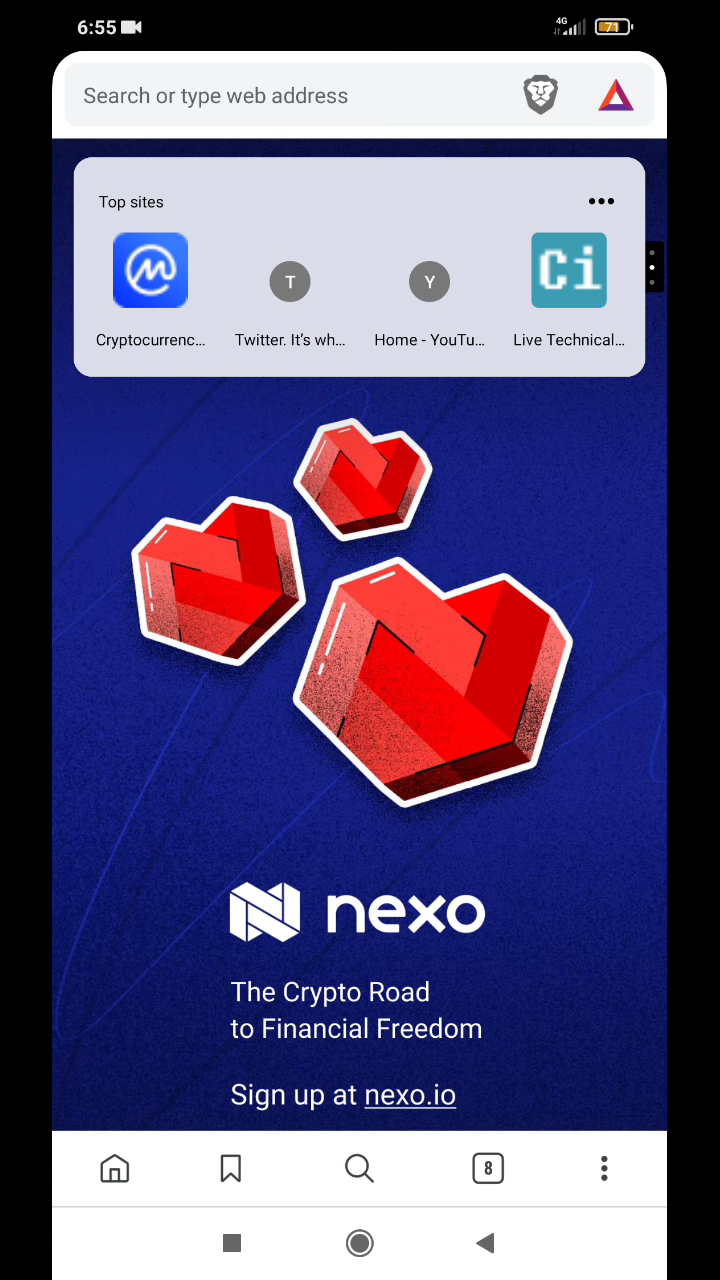 6:55
4G
71
Search or type web address
Top sites
Ci
T
Y
Cryptocurrenc...
Twitter. It's wh...
Home - YouTu...
Live Technical...
nexo
The Crypto Road
to Financial Freedom
Sign up at nexo.io
8